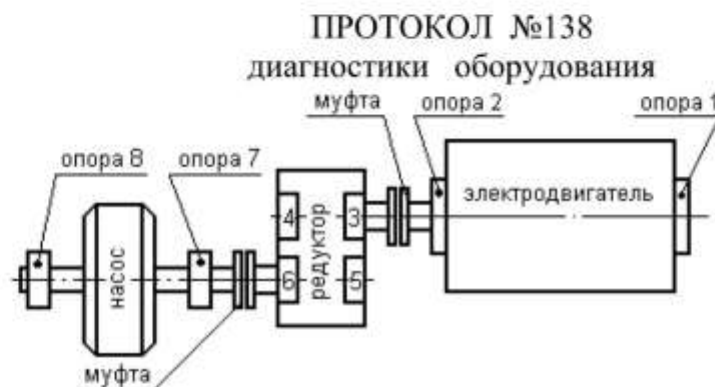 ПРОТОКОЛ №138
диагностики оборудования
муфта
опора 2
опора 1
опора 8
опора 7
электродвигатель
4
3
редуктор
6
5
насос
муфта